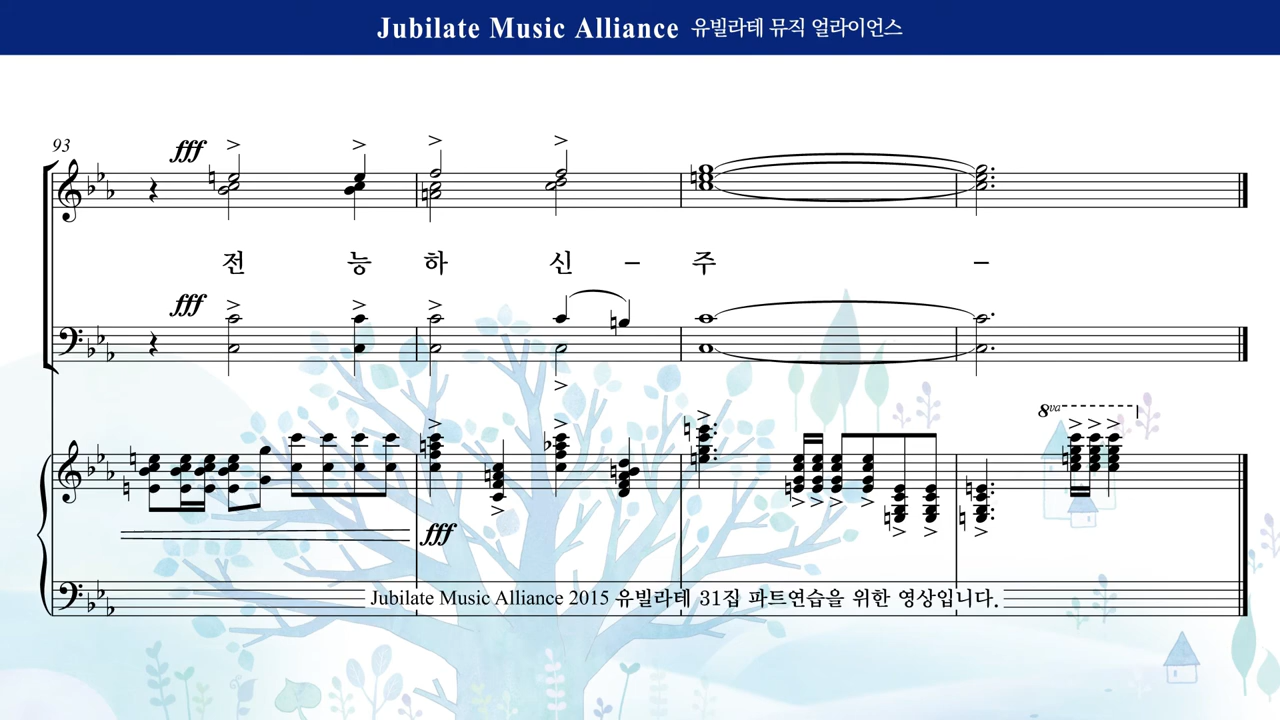 Jubilate Music Alliance 유빌라테 뮤직 얼라이언스
93
fff
전 능 하 신 - 주 -
fff
8va
fff
Jubilate Music Alliance 2015 유빌라테 31집 파트연습을 위한 영상입니다.